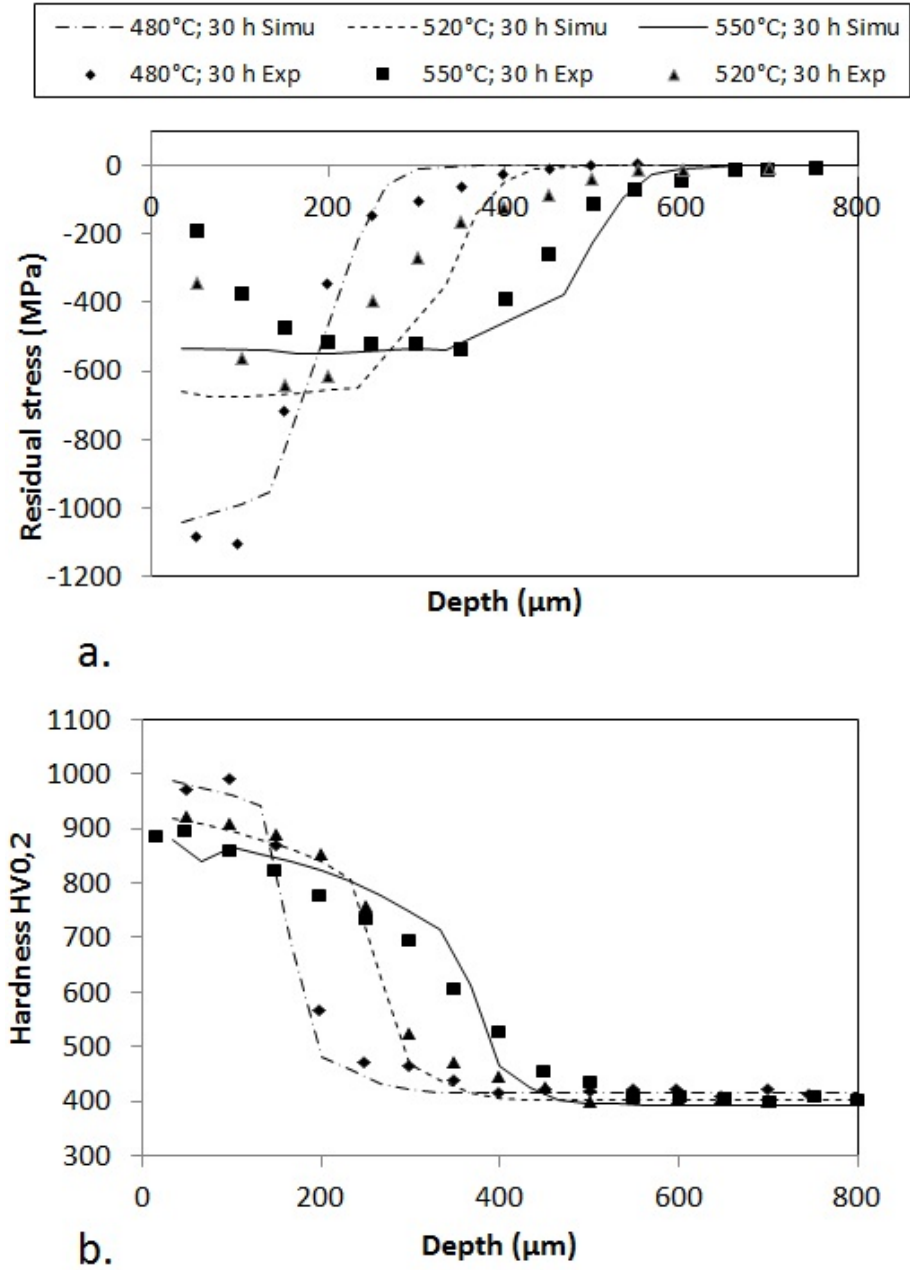 480°C; 30 h Simu 520°C; 30 h Simu 550°C; 30 h Simu
480°C; 30 h Exp 550°C; 30 h Exp 520°C; 30 h Exp
0
-200
-400
-600
-800
-1000
-1200
0 200 400 600 800
Residual stress (MPa)
Depth (µm)
a.
1100
1000
900
800
700
600
500
400
300
0 200 400 600 800
Hardness HV0,2
Depth (µm)
b.